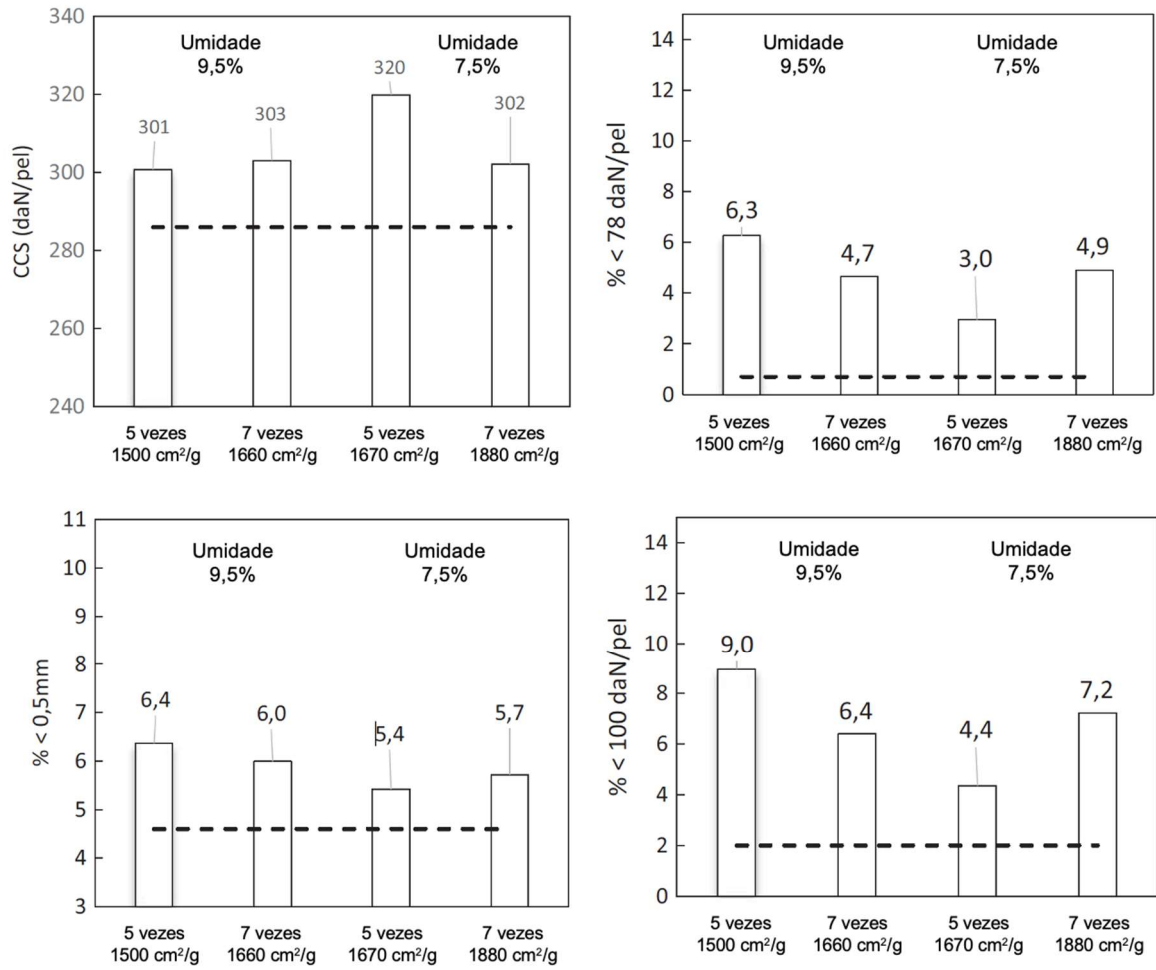 340
320
300
280
260
240
CCS (daN/pel)
Umidade
9,5%
Umidade
7,5%
301
303
320
302
5 vezes
1500 cm²/g
7 vezes
1660 cm²/g
5 vezes
1670 cm²/g
7 vezes
1880 cm²/g
14
12
10
8
6
4
2
0
% < 78 daN/pel
Umidade
9,5%
Umidade
7,5%
6,3
4,7
3,0
4,9
5 vezes
1500 cm²/g
7 vezes
1660 cm²/g
5 vezes
1670 cm²/g
7 vezes
1880 cm²/g
11
10
9
8
7
6
5
4
3
% < 0,5mm
Umidade
9,5%
Umidade
7,5%
6,4
6,0
5,4
5,7
5 vezes
1500 cm²/g
7 vezes
1660 cm²/g
5 vezes
1670 cm²/g
7 vezes
1880 cm²/g
14
12
10
8
6
4
2
0
% < 100 daN/pel
Umidade
9,5%
Umidade
7,5%
9,0
6,4
4,4
7,2
5 vezes
1500 cm²/g
7 vezes
1660 cm²/g
5 vezes
1670 cm²/g
7 vezes
1880 cm²/g